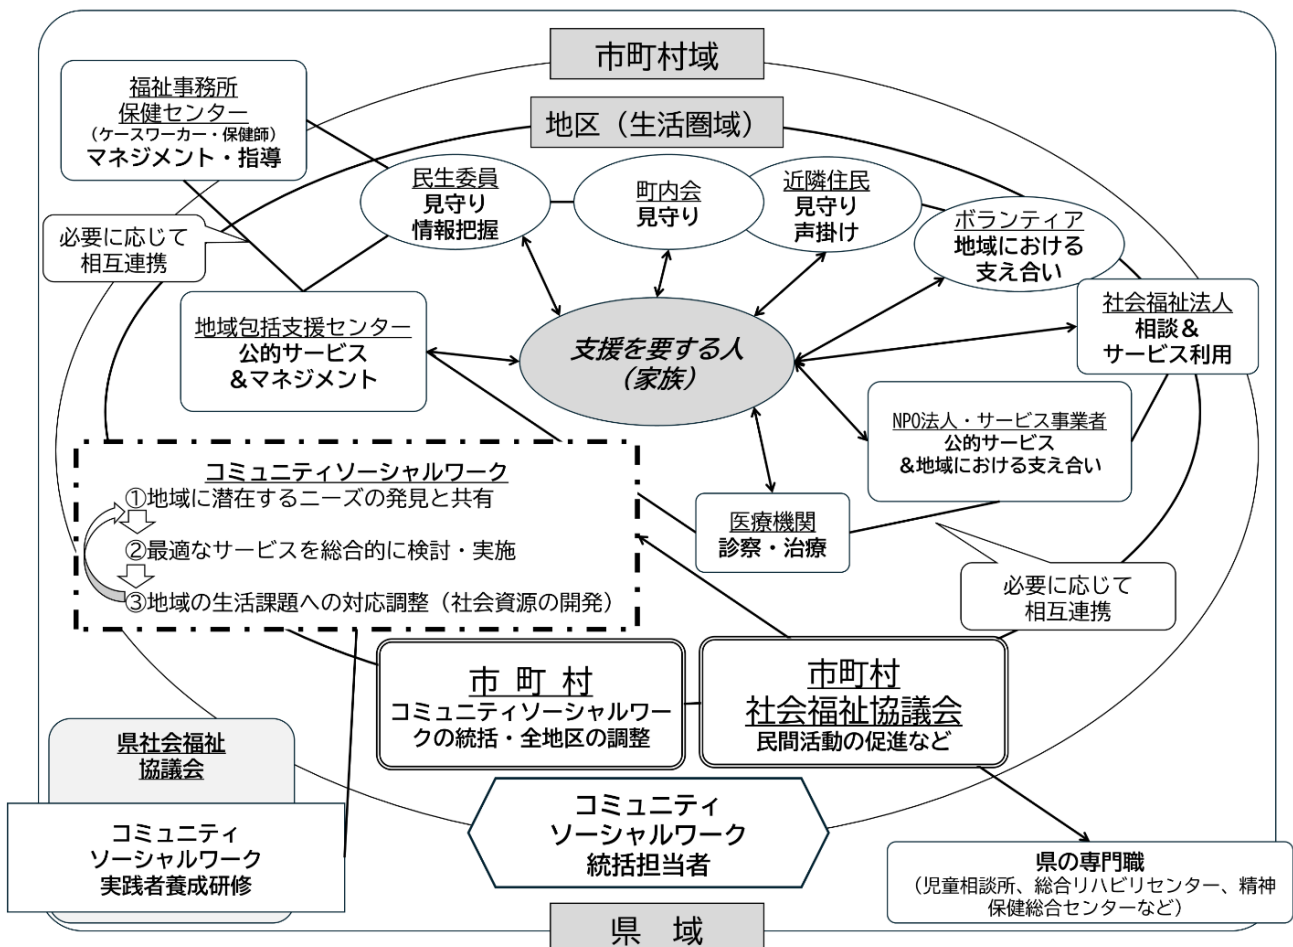 市町村域
地区（生活圏域）
福祉事務所
保健センター
（ケースワーカー・保健師）
マネジメント・指導
民生委員
見守り
情報把握
町内会
見守り
近隣住民
見守り
声掛け
ボランティア
地域における
支え合い
必要に応じて
相互連携
地域包括支援センター
公的サービス
＆マネジメント
支援を要する人
（家族）
社会福祉法人
相談＆
サービス利用
NPO法人・サービス事業者
公的サービス
＆地域における支え合い
医療機関
診察・治療
必要に応じて
相互連携
コミュニティソーシャルワーク
①地域に潜在するニーズの発見と共有
②最適なサービスを総合的に検討・実施
③地域の生活課題への対応調整（社会資源の開発）
市 町 村
コミュニティソーシャルワー
クの統括・全地区の調整
市町村
社会福祉協議会
民間活動の促進など
県社会福祉
協議会
コミュニティ
ソーシャルワーク
実践者養成研修
コミュニティ
ソーシャルワーク
統括担当者
県の専門職
（児童相談所、総合リハビリセンター、精神
保健総合センターなど）
県 域